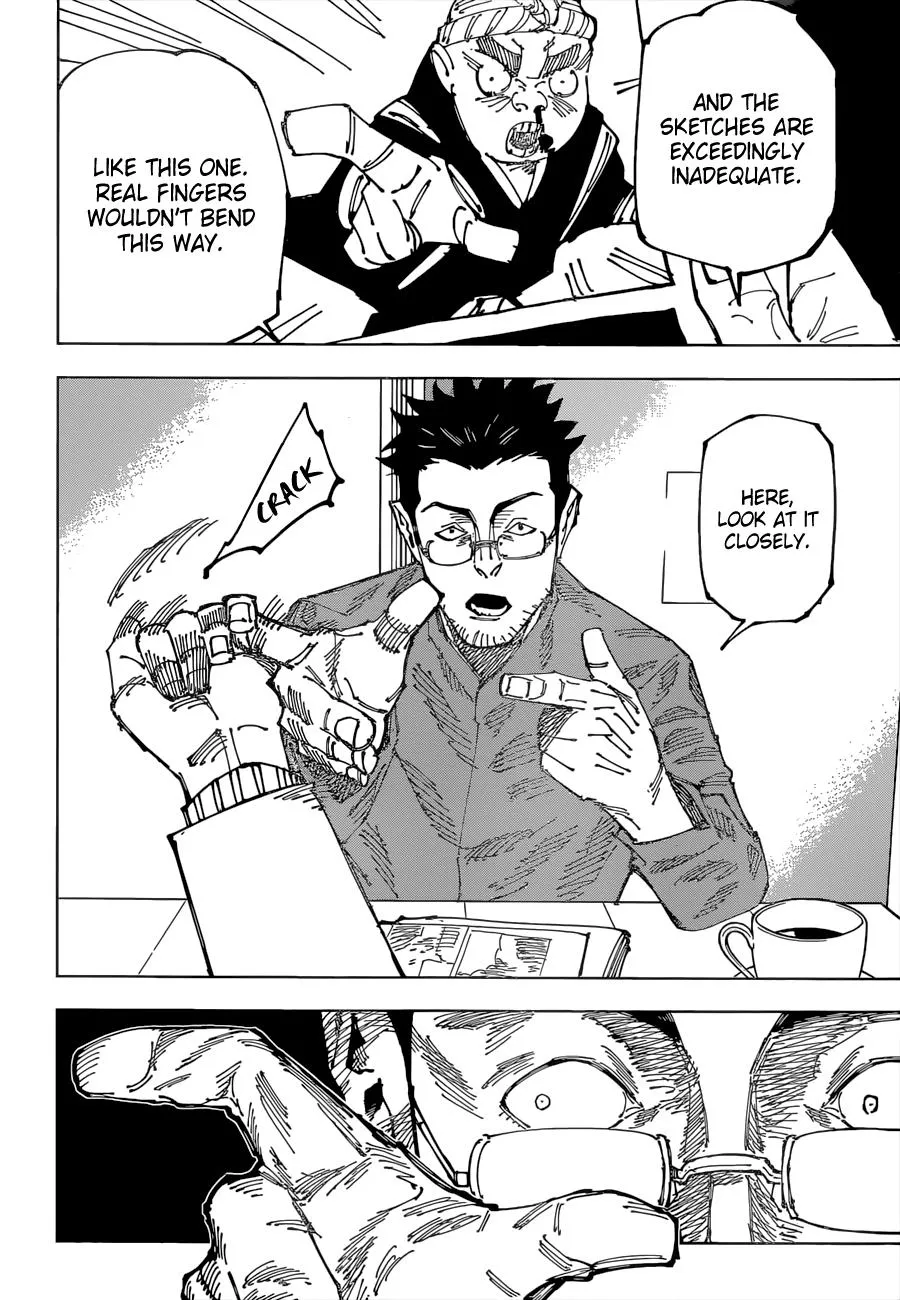 AND THE
SKETCHES ARE
EXCEEDINGLY
INADEQUATE.
LIKE THIS ONE.
REAL FINGERS
WOULDN'T BEND
THIS WAY.
HERE,
LOOK AT IT
CLOSELY.
CRACK